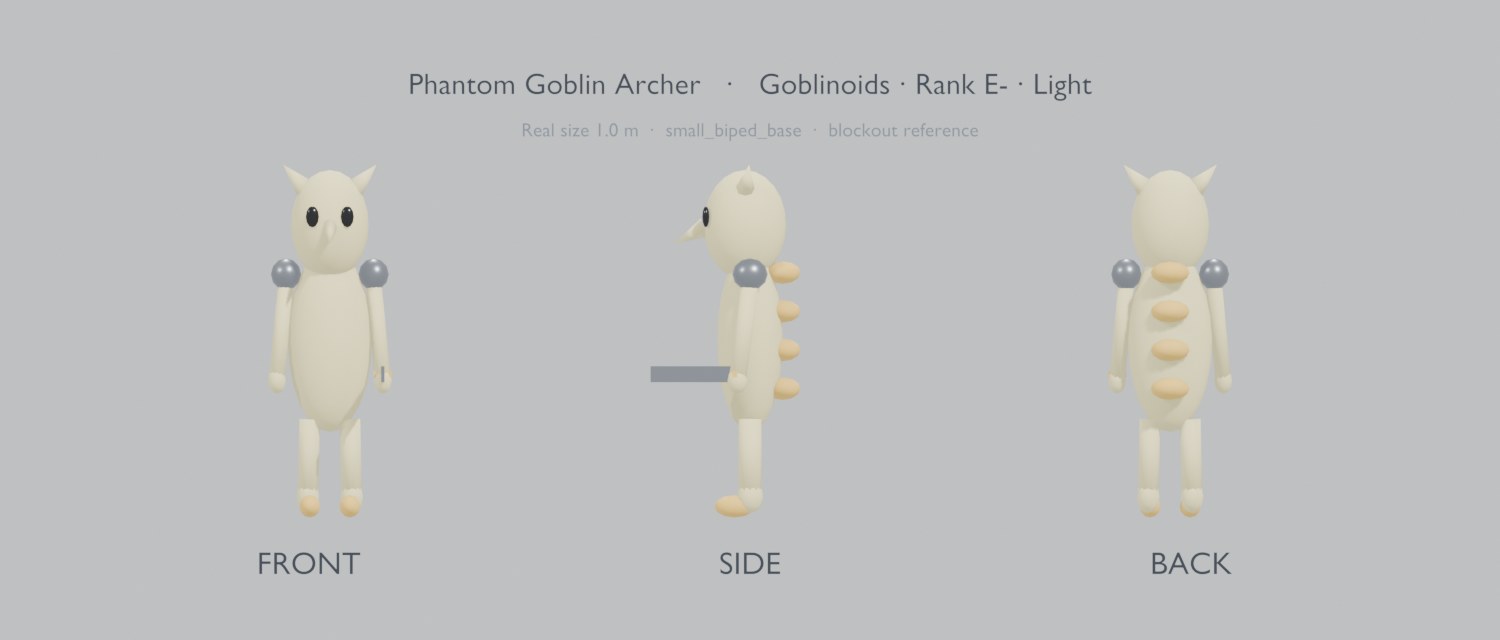 Phantom Goblin Archer · Goblinoids · Rank E- · Light
Real size 1.0 m · small_biped_base · blockout reference
FRONT SIDE BACK